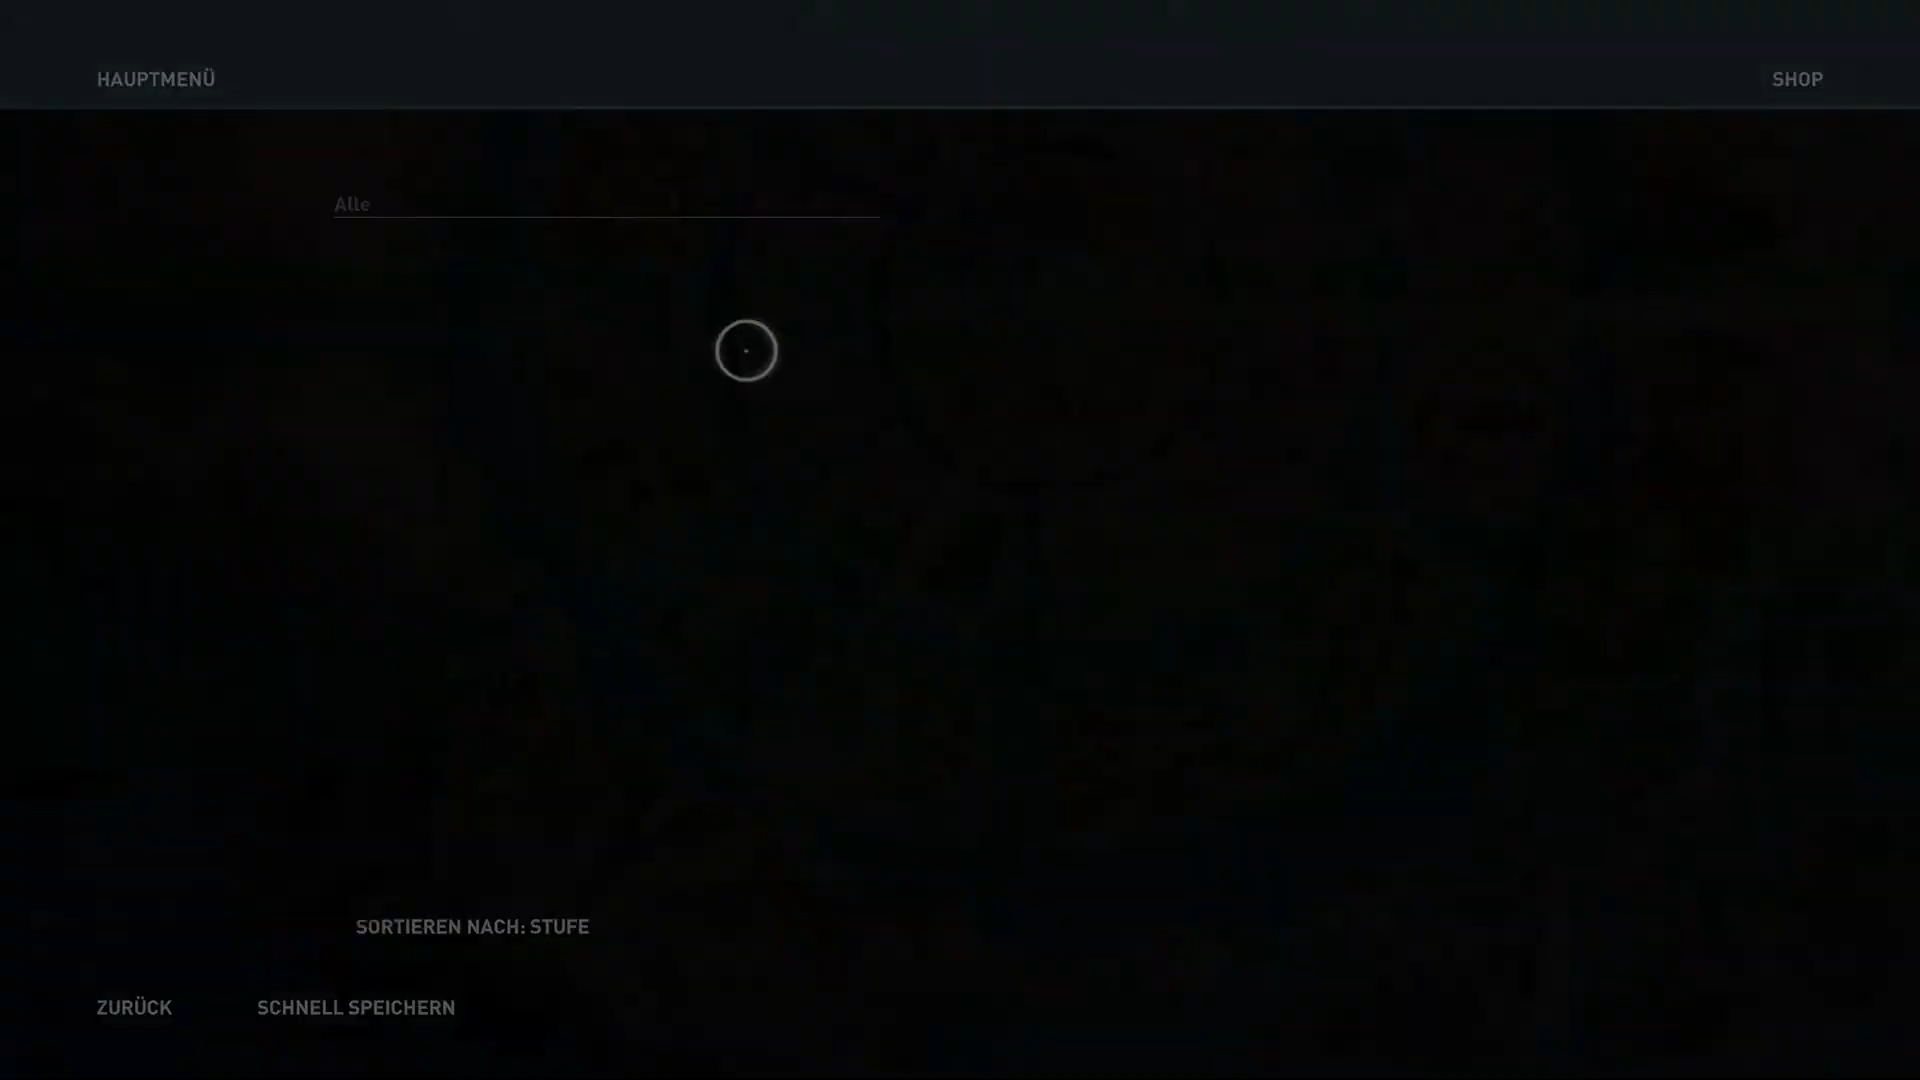 HAUPTMENÜ
SHOP
Alle
SORTIEREN NACH: STUFE
ZURÜCK
SCHNELL SPEICHERN